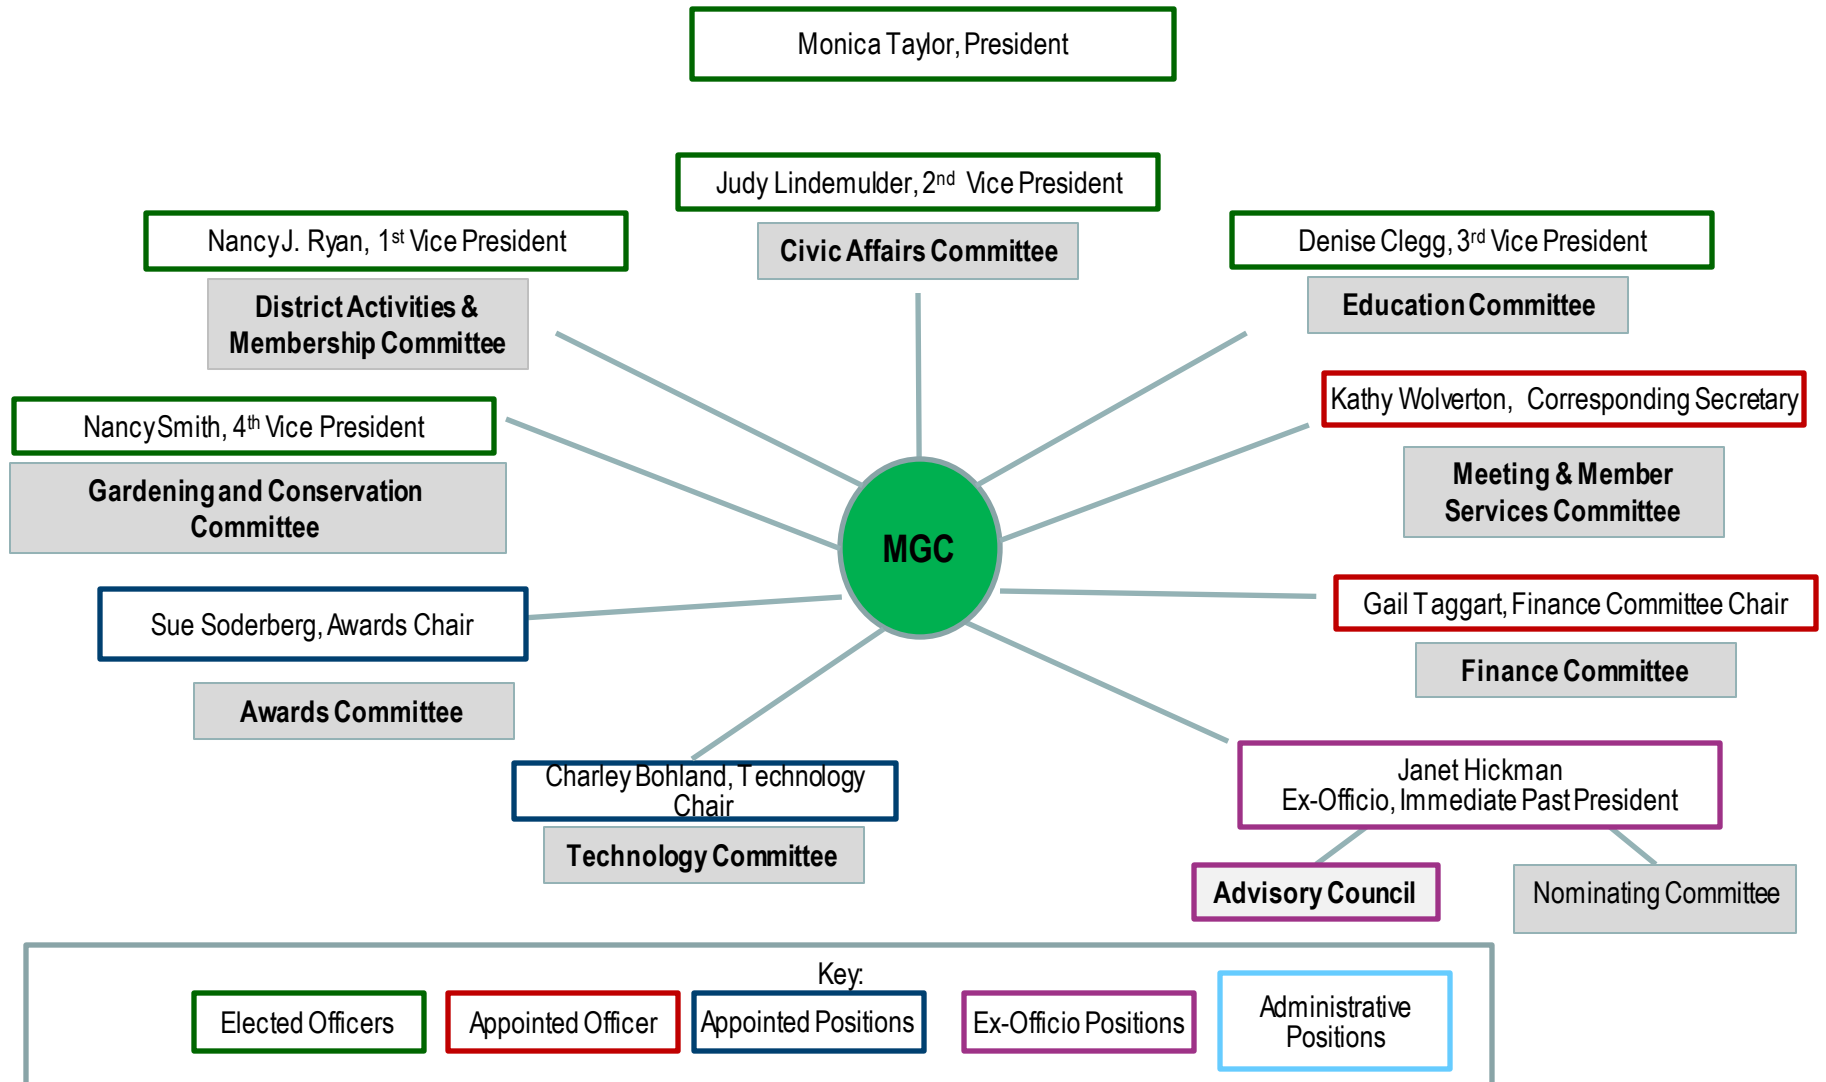 Monica Taylor, President
Judy Lindemulder, 2nd Vice President
Civic Affairs Committee
Nancy J. Ryan, 1st Vice President
District Activities &
Membership Committee
Denise Clegg, 3rd Vice President
Education Committee
Nancy Smith, 4th Vice President
Gardening and Conservation
Committee
Kathy Wolverton, Corresponding Secretary
Meeting & Member
Services Committee
MGC
Sue Soderberg, Awards Chair
Awards Committee
Gail Taggart, Finance Committee Chair
Finance Committee
Charley Bohland, Technology
Chair
Technology Committee
Janet Hickman
Ex-Officio, Immediate Past President
Advisory Council
Nominating Committee
Key:
Elected Officers
Appointed Officer
Appointed Positions
Ex-Officio Positions
Administrative
Positions